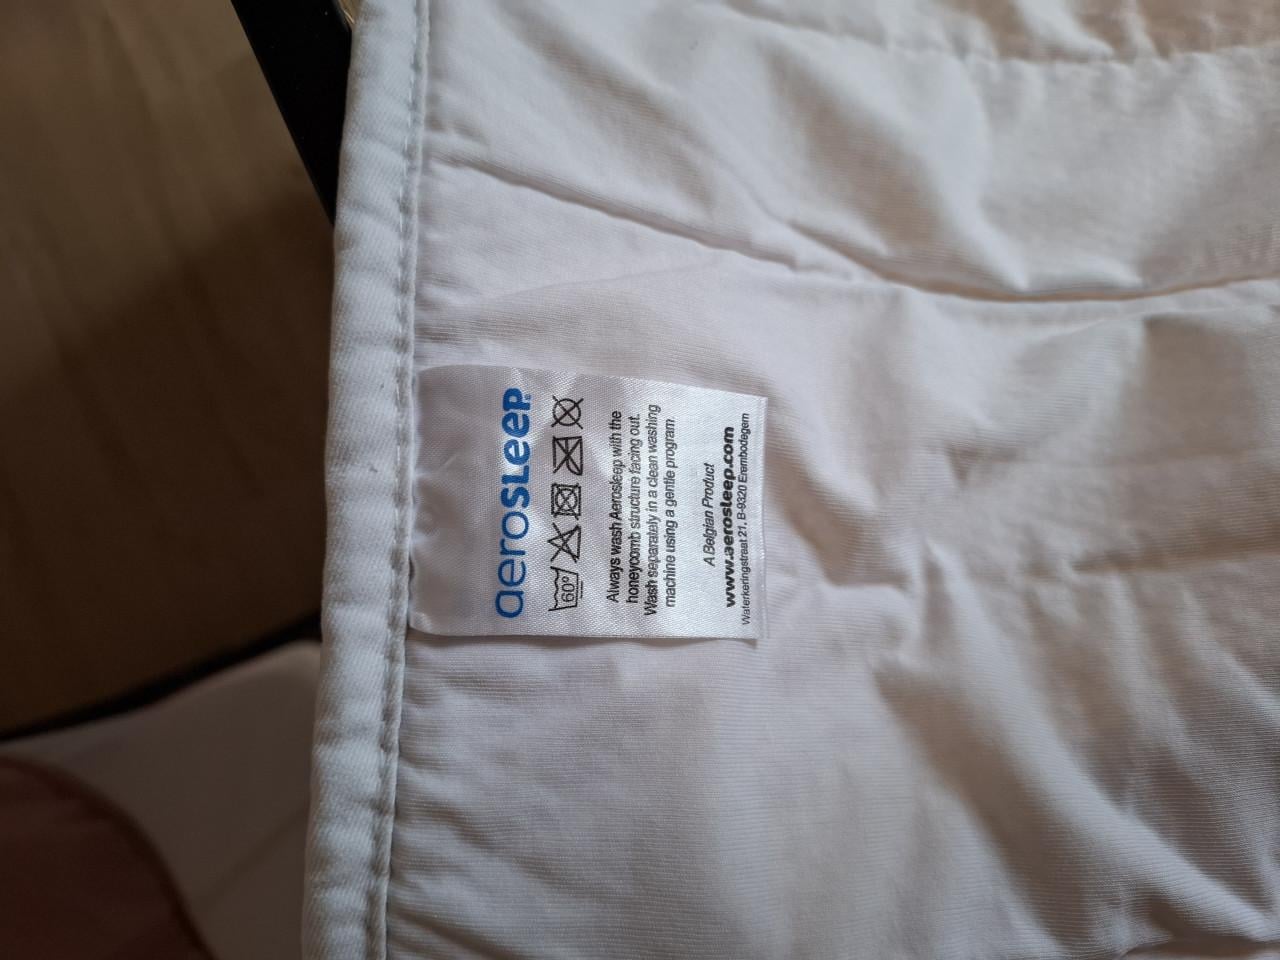 aerosleep®
60°
Always wash Aerosleep with the
honeycomb structure facing out.
Wash separately in a clean washing
machine using a gentle program.
A Belgian Product
www.aerosleep.com
Waterkeringstraat 21, B-9320 Erembodegem